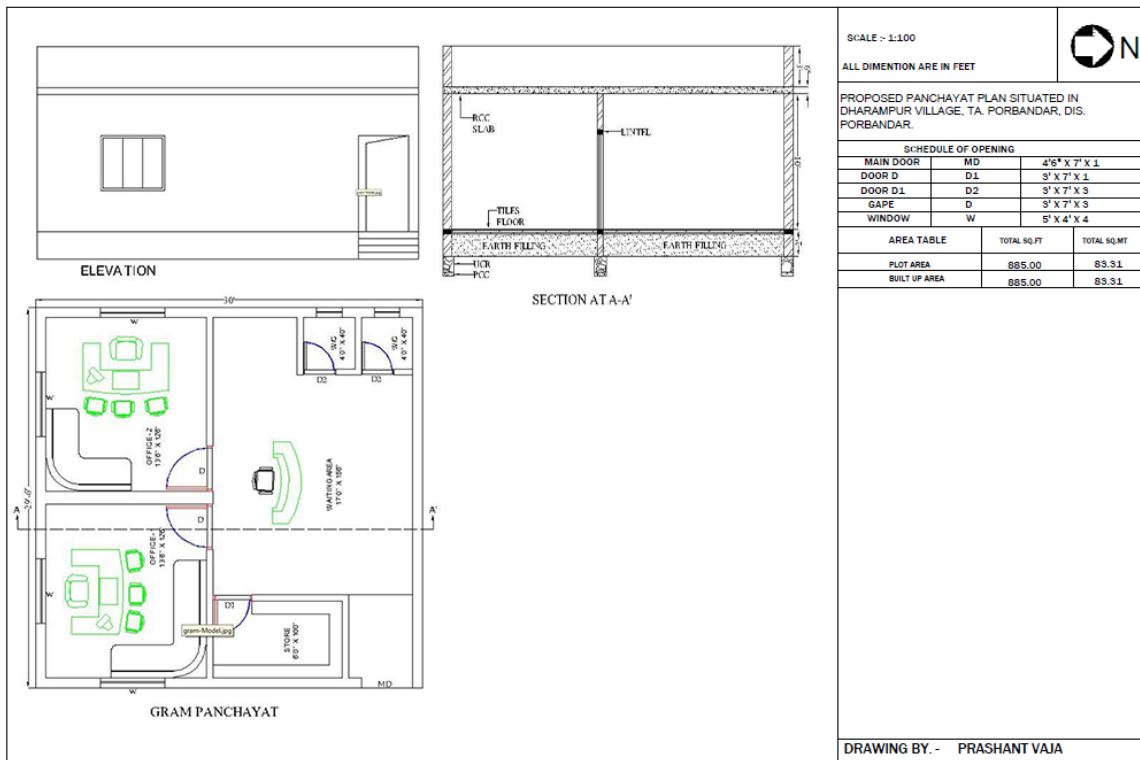 RCC
SLAB
LINTEL
TILES
FLOOR
EARTH FILLING
EARTH FILLING
UCR
PCC
ELEVATION
SECTION AT A-A'
30'
W
W
W
W
W/C
4'0" X 4'0"
W/C
4'0" X 4'0"
D2
D2
OFFICE-2
13'6" X 12'6"
D
WAITING AREA
17'0" X 15'6"
A
A'
D
OFFICE-1
13'6" X 12'6"
D1
gram-Model.jpg
STORE
6'0" X 10'0"
MD
GRAM PANCHAYAT
SCALE :- 1:100
ALL DIMENTION ARE IN FEET
N
PROPOSED PANCHAYAT PLAN SITUATED IN
DHARAMPUR VILLAGE, TA. PORBANDAR, DIS.
PORBANDAR.
SCHEDULE OF OPENING
MAIN DOOR MD 4'6" X 7' X 1
DOOR D D1 3' X 7' X 1
DOOR D1 D2 3' X 7' X 3
GAPE D 3' X 7' X 3
WINDOW W 5' X 4' X 4
AREA TABLE TOTAL SQ.FT TOTAL SQ.MT
PLOT AREA 885.00 83.31
BUILT UP AREA 885.00 83.31
DRAWING BY. - PRASHANT VAJA